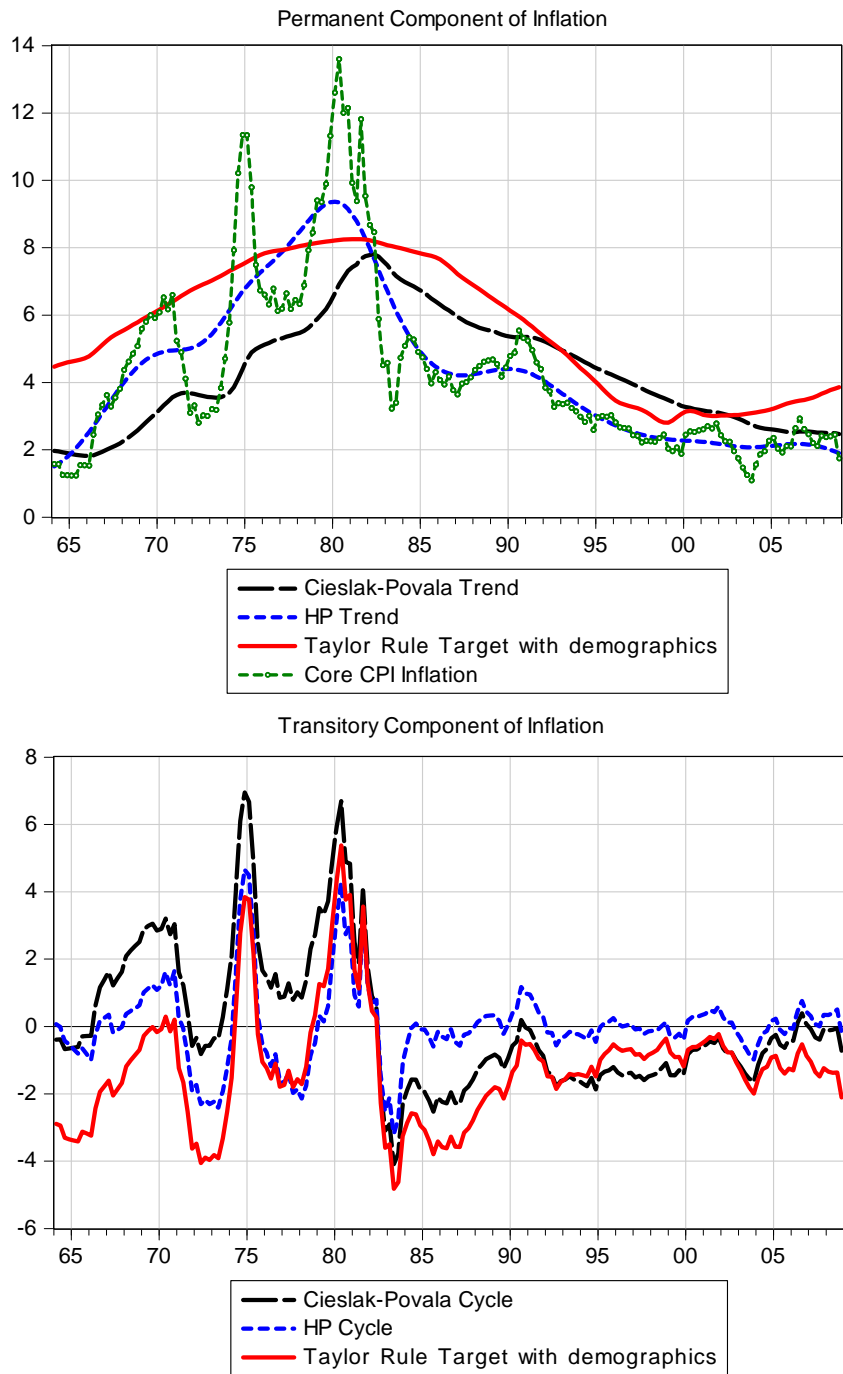 Permanent Component of Inflation
14
12
10
8
6
4
2
0
65 70 75 80 85 90 95 00 05
Cieslak-Povala Trend
HP Trend
Taylor Rule Target with demographics
Core CPI Inflation
Transitory Component of Inflation
8
6
4
2
0
-2
-4
-6
65 70 75 80 85 90 95 00 05
Cieslak-Povala Cycle
HP Cycle
Taylor Rule Target with demographics